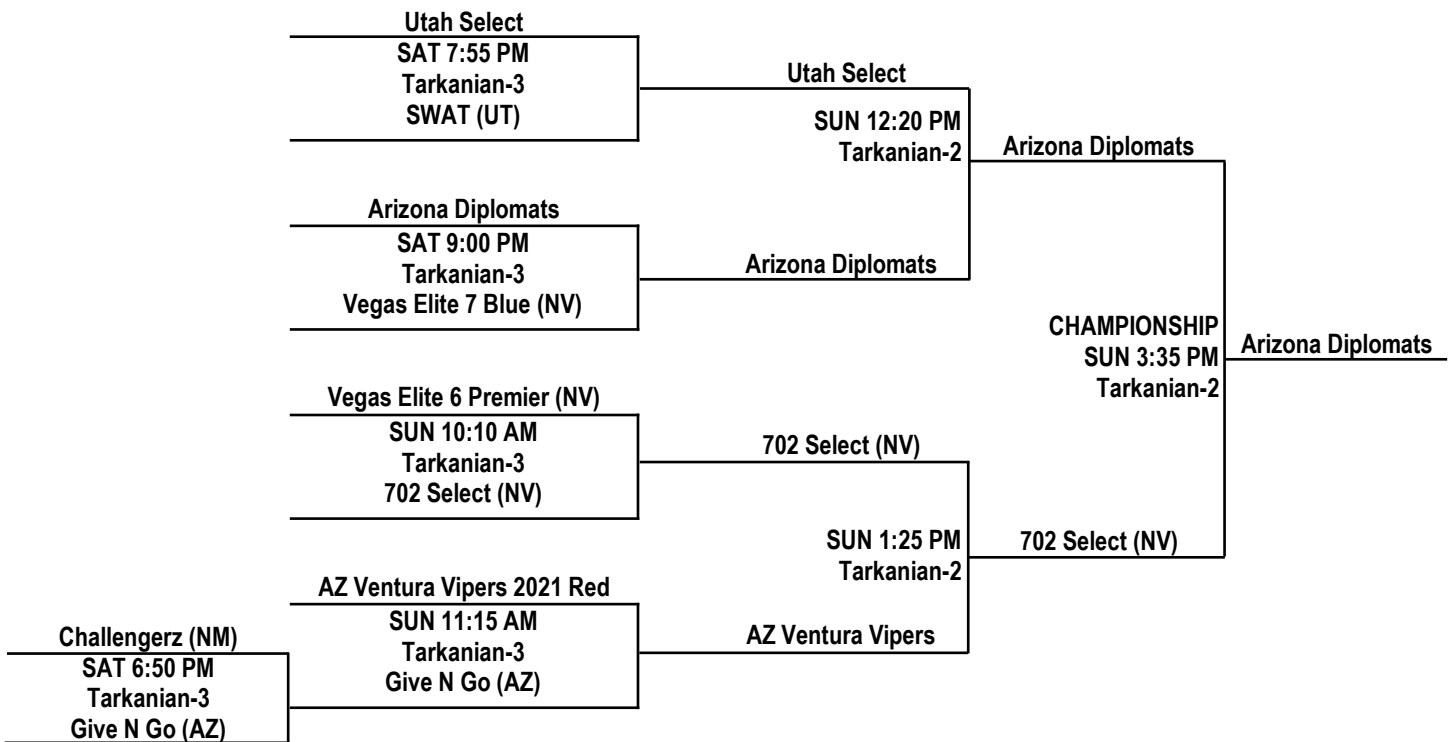 Utah Select
SAT 7:55 PM
Tarkanian-3
SWAT (UT)
Utah Select
SUN 12:20 PM
Tarkanian-2
Arizona Diplomats
Arizona Diplomats
SAT 9:00 PM
Tarkanian-3
Vegas Elite 7 Blue (NV)
Arizona Diplomats
CHAMPIONSHIP
SUN 3:35 PM
Tarkanian-2
Arizona Diplomats
Vegas Elite 6 Premier (NV)
SUN 10:10 AM
Tarkanian-3
702 Select (NV)
702 Select (NV)
SUN 1:25 PM
Tarkanian-2
702 Select (NV)
AZ Ventura Vipers 2021 Red
SUN 11:15 AM
Tarkanian-3
Give N Go (AZ)
AZ Ventura Vipers
Challengerz (NM)
SAT 6:50 PM
Tarkanian-3
Give N Go (AZ)